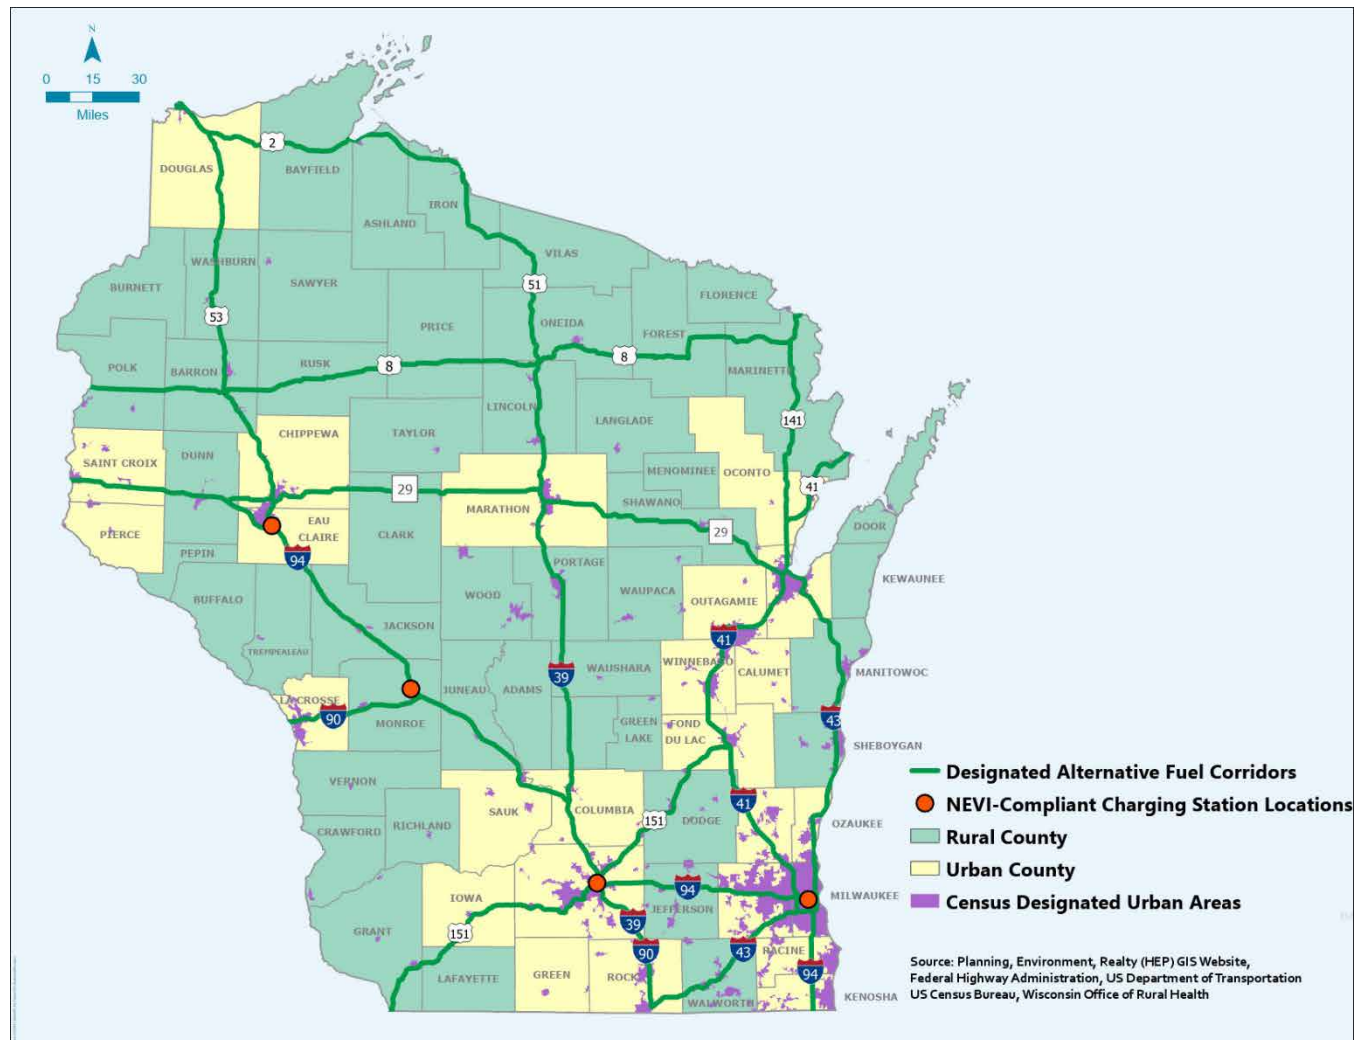 N
0 15 30
Miles
2
DOUGLAS
BAYFIELD
IRON
ASHLAND
VILAS
WASHBURN
SAWYER
BURNETT
51
FLORENCE
53
ONEIDA
PRICE
FOREST
8
RUSK
8
POLK
BARRON
MARINETTE
LINCOLN
LANGLADE
141
CHIPPEWA
TAYLOR
DUNN
SAINT CROIX
MENOMINEE
OCONTO
41
29
SHAWANO
MARATHON
EAU
CLAIRE
PIERCE
CLARK
29
DOOR
PEPIN
94
PORTAGE
KEWAUNEE
WAUPACA
WOOD
BUFFALO
OUTAGAMIE
JACKSON
41
TREMPEALEAU
WINNEBAGO
WAUSHARA
CALUMET
MANITOWOC
39
JUNEAU
ADAMS
LA CROSSE
90
MONROE
GREEN
LAKE
FOND
DU LAC
43
SHEBOYGAN
VERNON
41
SAUK
COLUMBIA
151
DODGE
OZAUKEE
RICHLAND
CRAWFORD
94
MILWAUKEE
IOWA
JEFFERSON
39
GRANT
151
90
43
RACINE
94
GREEN
ROCK
LAFAYETTE
WALWORTH
KENOSHA
Designated Alternative Fuel Corridors
NEVI-Compliant Charging Station Locations
Rural County
Urban County
Census Designated Urban Areas
Source: Planning, Environment, Realty (HEP) GIS Website,
Federal Highway Administration, US Department of Transportation
US Census Bureau, Wisconsin Office of Rural Health